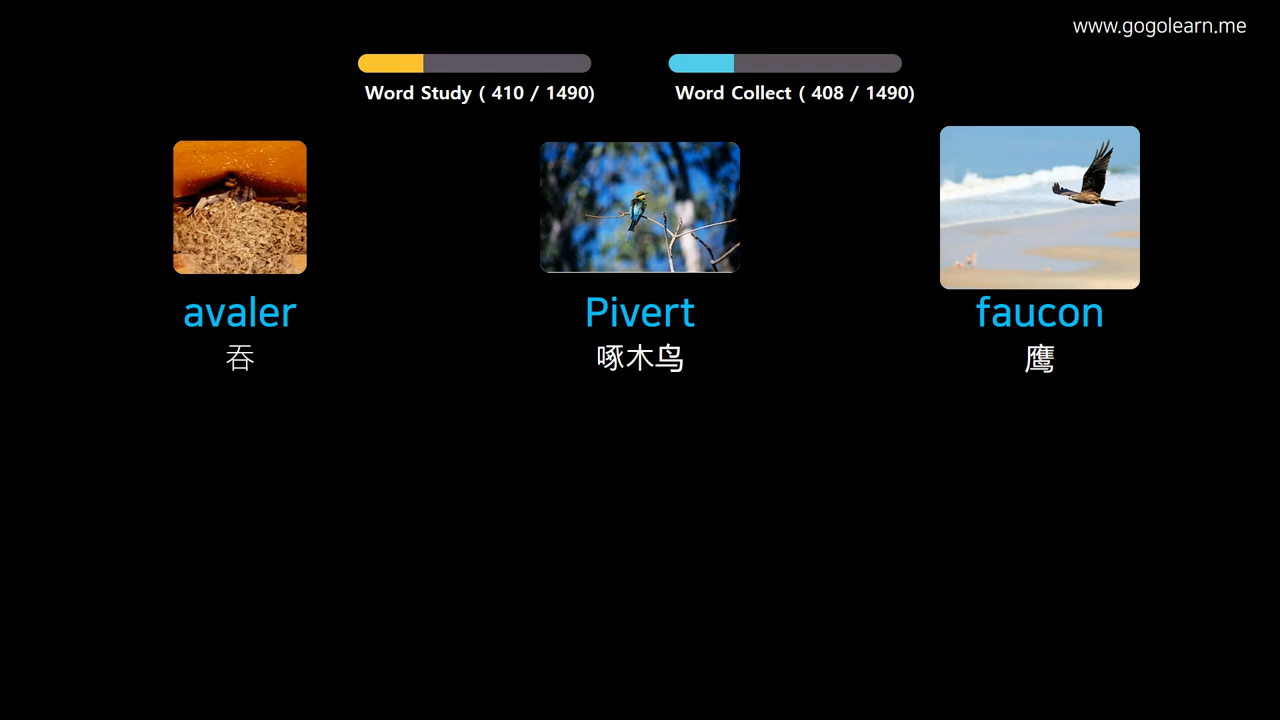 www.gogolearn.me
Word Study ( 410 / 1490)
Word Collect ( 408 / 1490)
avaler
吞
Pivert
啄木鸟
faucon
鹰